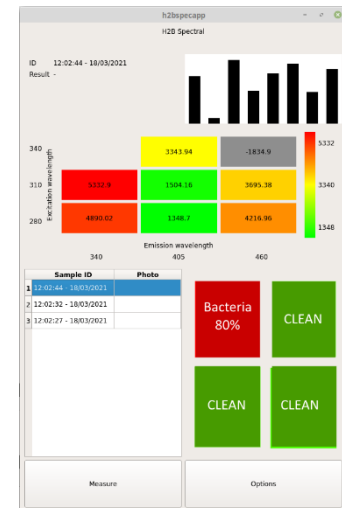 h2bspecapp
H2B Spectral
ID 12:02:44 - 18/03/2021
Result -
340 3343.94 -1834.9 5332
Excitation wavelength
310 5332.9 1504.16 3695.38 3340
280 4890.02 1348.7 4216.96 1348
Emission wavelength
340 405 460
Sample ID Photo
1 12:02:44 - 18/03/2021
2 12:02:32 - 18/03/2021
3 12:02:27 - 18/03/2021
Bacteria
80%
CLEAN
CLEAN CLEAN
Measure Options